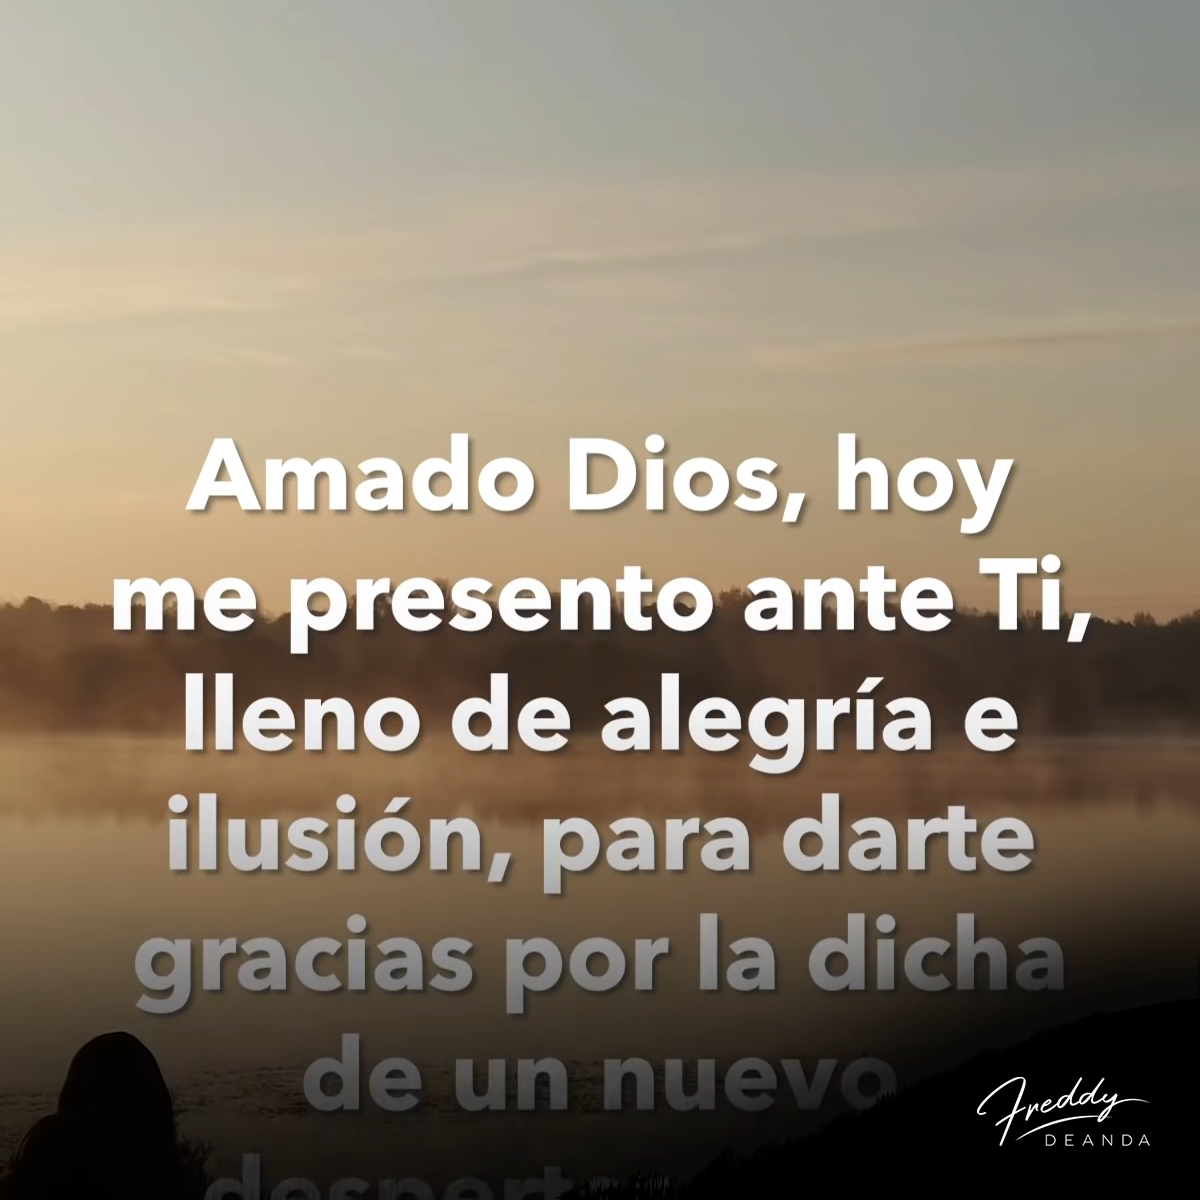 Amado Dios, hoy
me presento ante Ti,
lleno de alegría e
ilusión, para darte
gracias por la dicha
de un nuevo
Freddy
DEANDA